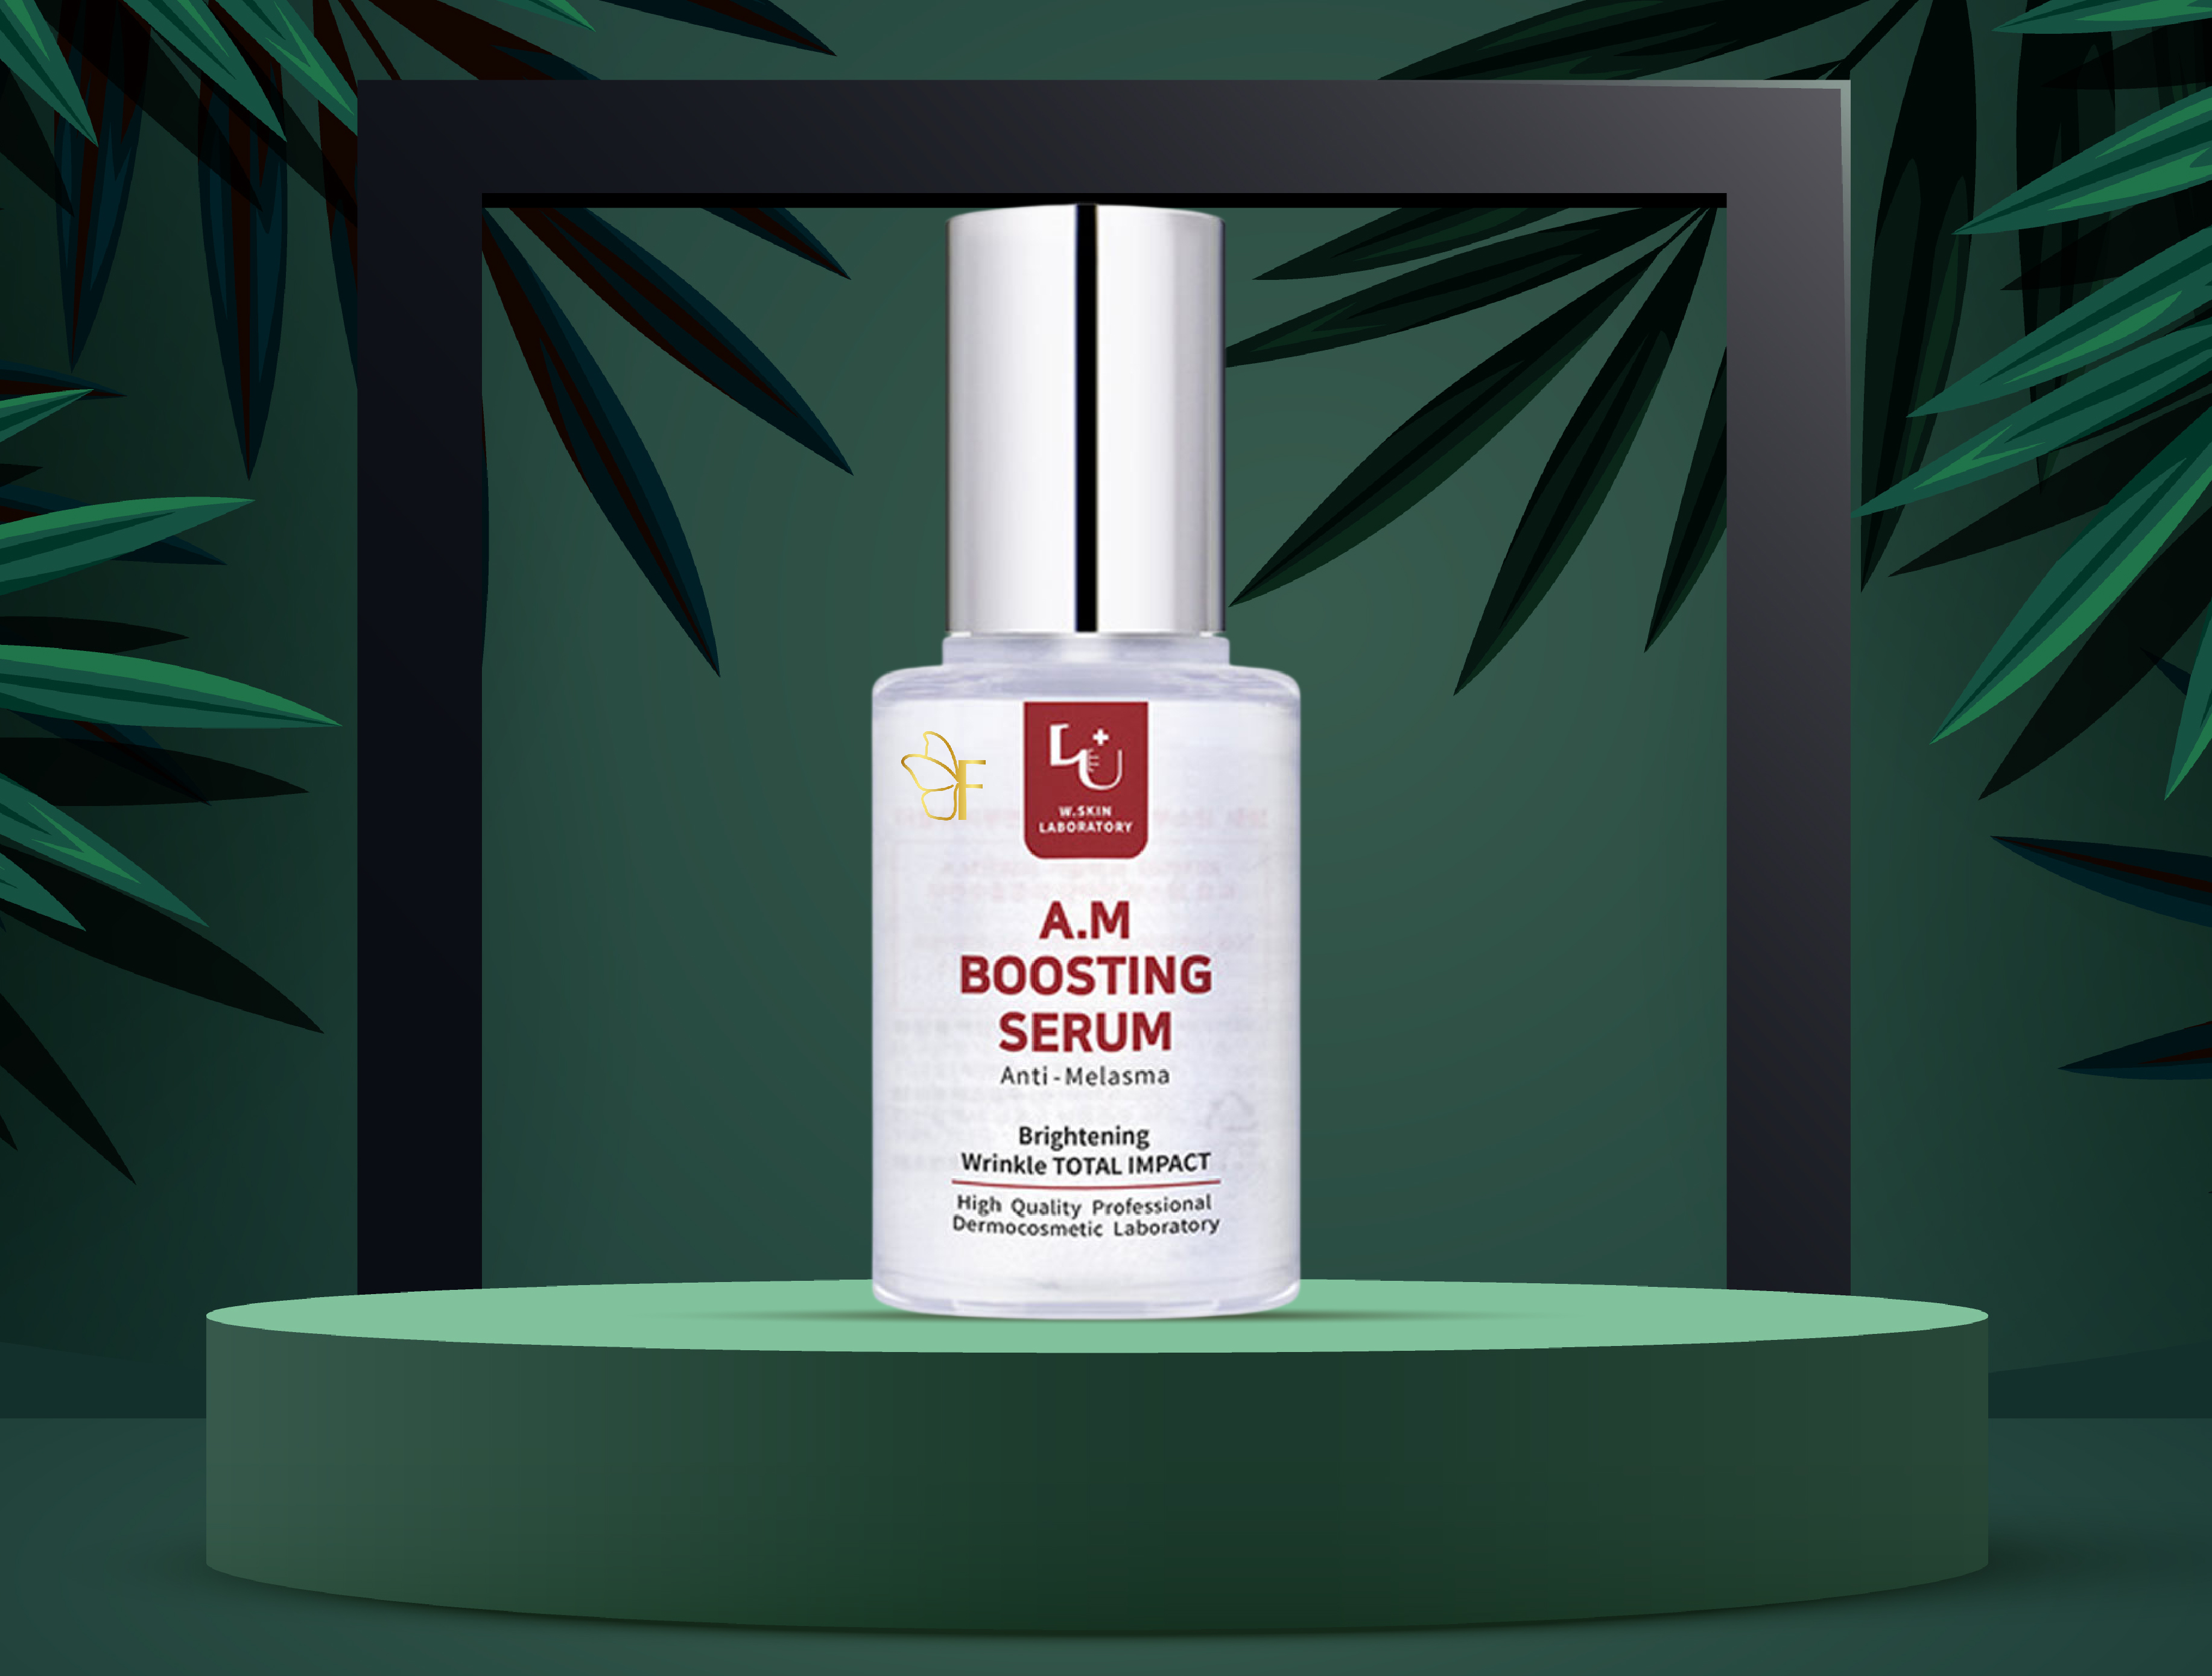 F
W.SKIN
LABORATORY
A.M
BOOSTING
SERUM
Anti-Melasma
Brightening
Wrinkle TOTAL IMPACT
High Quality Professional
Dermocosmetic Laboratory